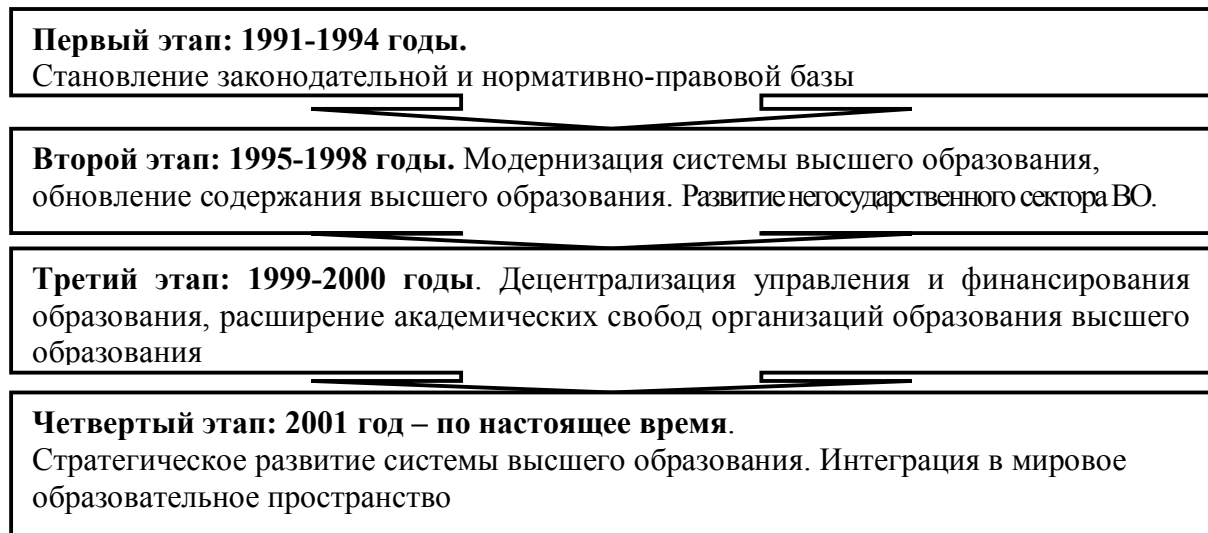 Первый этап: 1991-1994 годы.
Становление законодательной и нормативно-правовой базы
Второй этап: 1995-1998 годы. Модернизация системы высшего образования,
обновление содержания высшего образования. Развитие негосударственного сектора ВО.
Третий этап: 1999-2000 годы. Децентрализация управления и финансирования
образования, расширение академических свобод организаций образования высшего
образования
Четвертый этап: 2001 год – по настоящее время.
Стратегическое развитие системы высшего образования. Интеграция в мировое
образовательное пространство